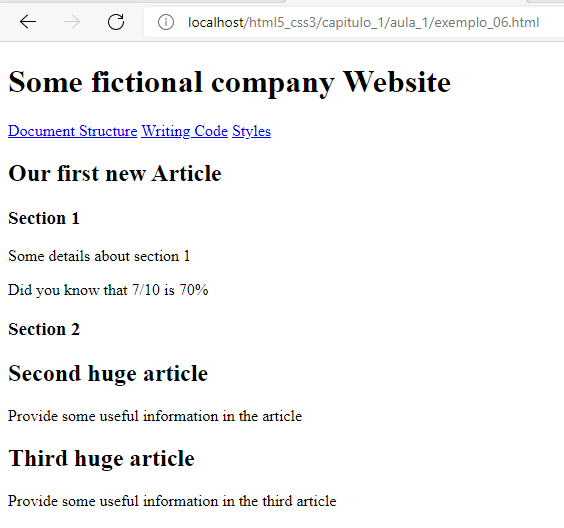 localhost/html5_css3/capitulo_1/aula_1/exemplo_06.html
Some fictional company Website
Document Structure Writing Code Styles
Our first new Article
Section 1
Some details about section 1
Did you know that 7/10 is 70%
Section 2
Second huge article
Provide some useful information in the article
Third huge article
Provide some useful information in the third article